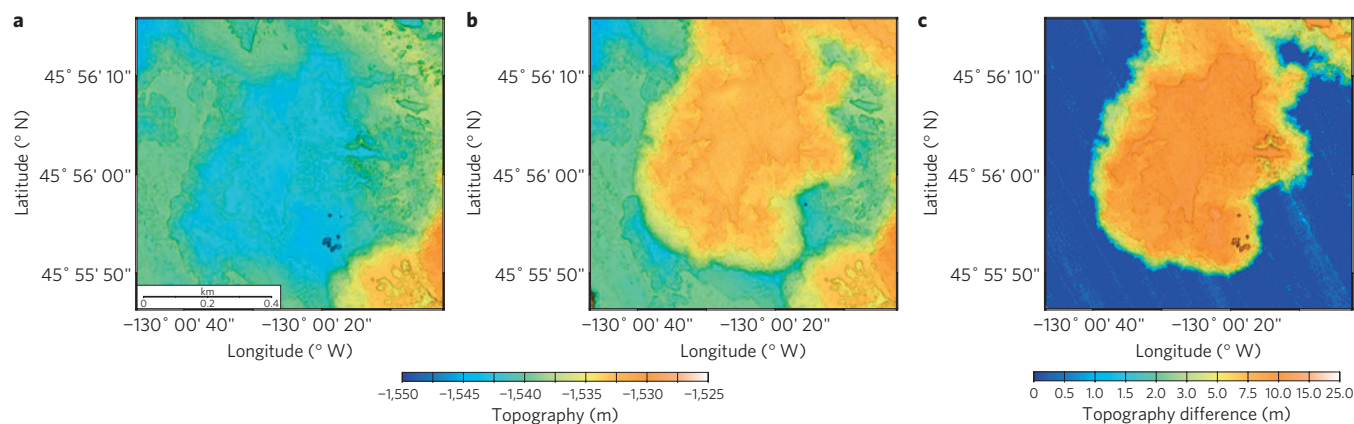 a
45° 56' 10"
45° 56' 00"
45° 55' 50"
Latitude (° N)
km
0 0.2 0.4
−130° 00' 40" −130° 00' 20"
Longitude (° W)
b
45° 56' 10"
45° 56' 00"
45° 55' 50"
Latitude (° N)
−130° 00' 40" −130° 00' 20"
Longitude (° W)
c
45° 56' 10"
45° 56' 00"
45° 55' 50"
Latitude (° N)
−130° 00' 40" −130° 00' 20"
Longitude (° W)
−1,550 −1,545 −1,540 −1,535 −1,530 −1,525
Topography (m)
0 0.5 1.0 1.5 2.0 3.0 5.0 7.5 10.0 15.0 25.0
Topography difference (m)